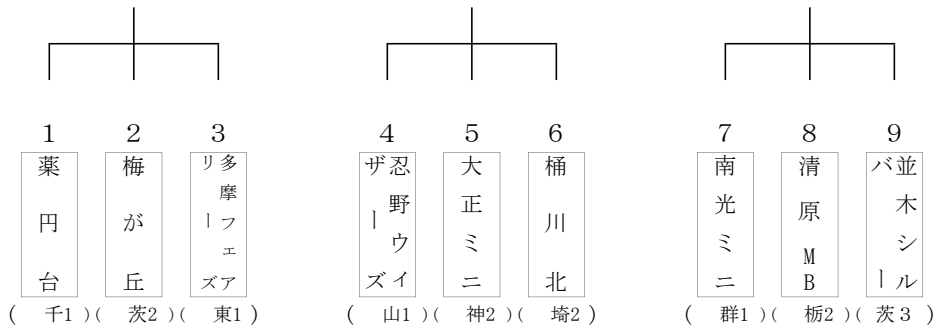 1 2 3 4 5 6 7 8 9
薬円台
梅が丘
多摩フェア
リーズ
忍野ウイ
ザーズ
大正ミニ
桶川北
南光ミニ
清原MB
並木シル
バー
( 千1 )( 茨2 )( 東1 ) ( 山1 )( 神2 )( 埼2 ) ( 群1 )( 栃2 )( 茨３ )